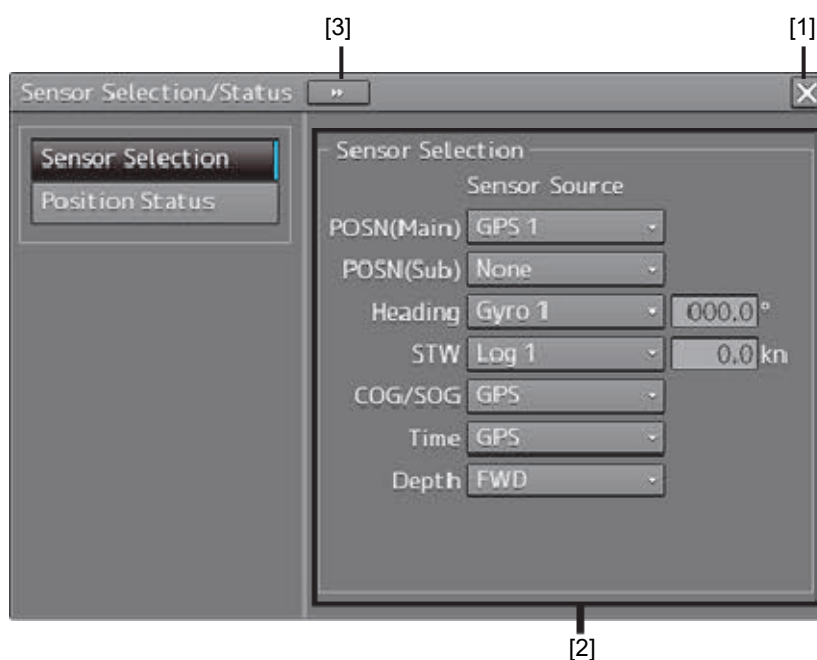 [3] [1]
Sensor Selection/Status
Sensor Selection
Position Status
Sensor Selection
Sensor Source
POSN(Main) GPS 1
POSN(Sub) None
Heading Gyro 1 000.0 °
STW Log 1 0.0 kn
COG/SOG GPS
Time GPS
Depth FWD
[2]